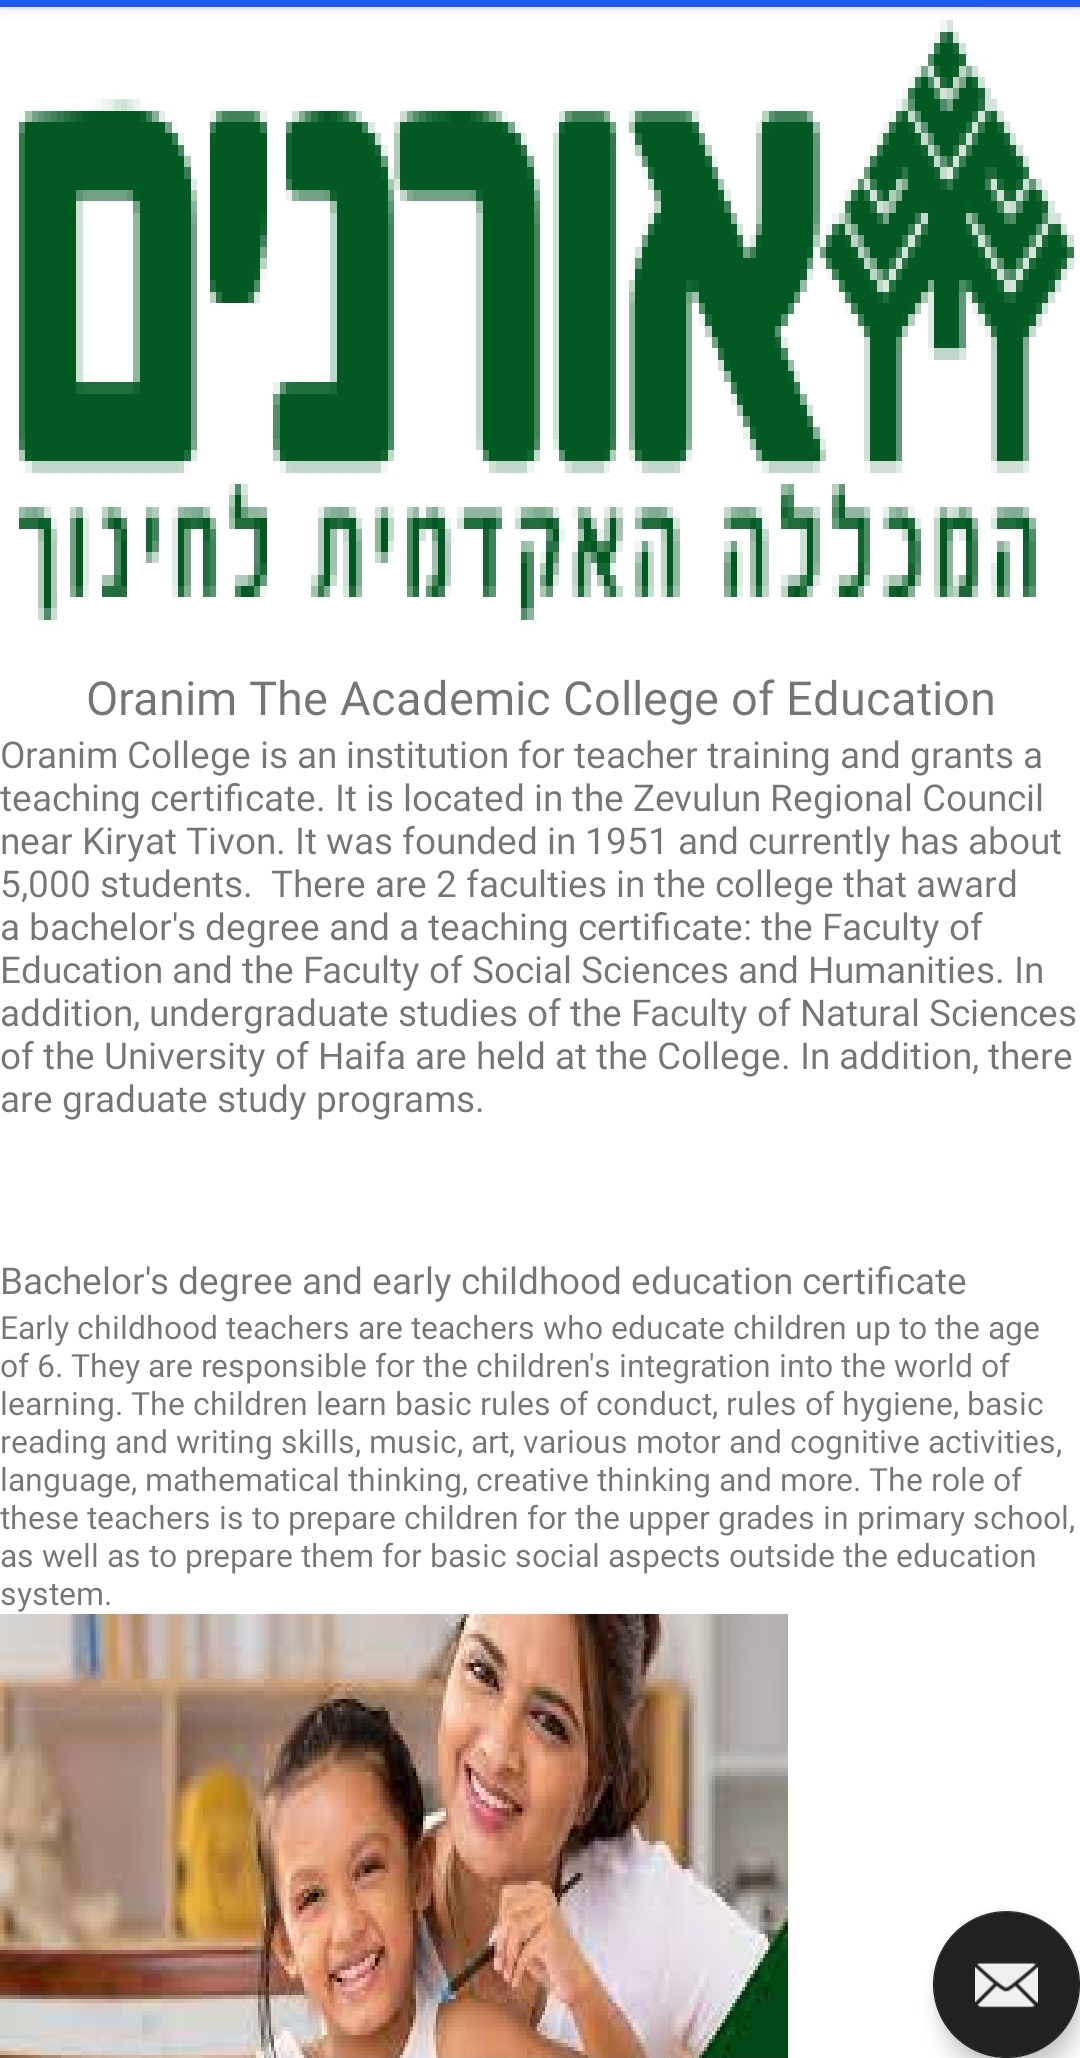 אורנים
המכללה האקדמית לחינוך
Oranim The Academic College of Education
Oranim College is an institution for teacher training and grants a
teaching certificate. It is located in the Zevulun Regional Council
near Kiryat Tivon. It was founded in 1951 and currently has about
5,000 students.  There are 2 faculties in the college that award
a bachelor's degree and a teaching certificate: the Faculty of
Education and the Faculty of Social Sciences and Humanities. In
addition, undergraduate studies of the Faculty of Natural Sciences
of the University of Haifa are held at the College. In addition, there
are graduate study programs.
Bachelor's degree and early childhood education certificate
Early childhood teachers are teachers who educate children up to the age
of 6. They are responsible for the children's integration into the world of
learning. The children learn basic rules of conduct, rules of hygiene, basic
reading and writing skills, music, art, various motor and cognitive activities,
language, mathematical thinking, creative thinking and more. The role of
these teachers is to prepare children for the upper grades in primary school,
as well as to prepare them for basic social aspects outside the education
system.